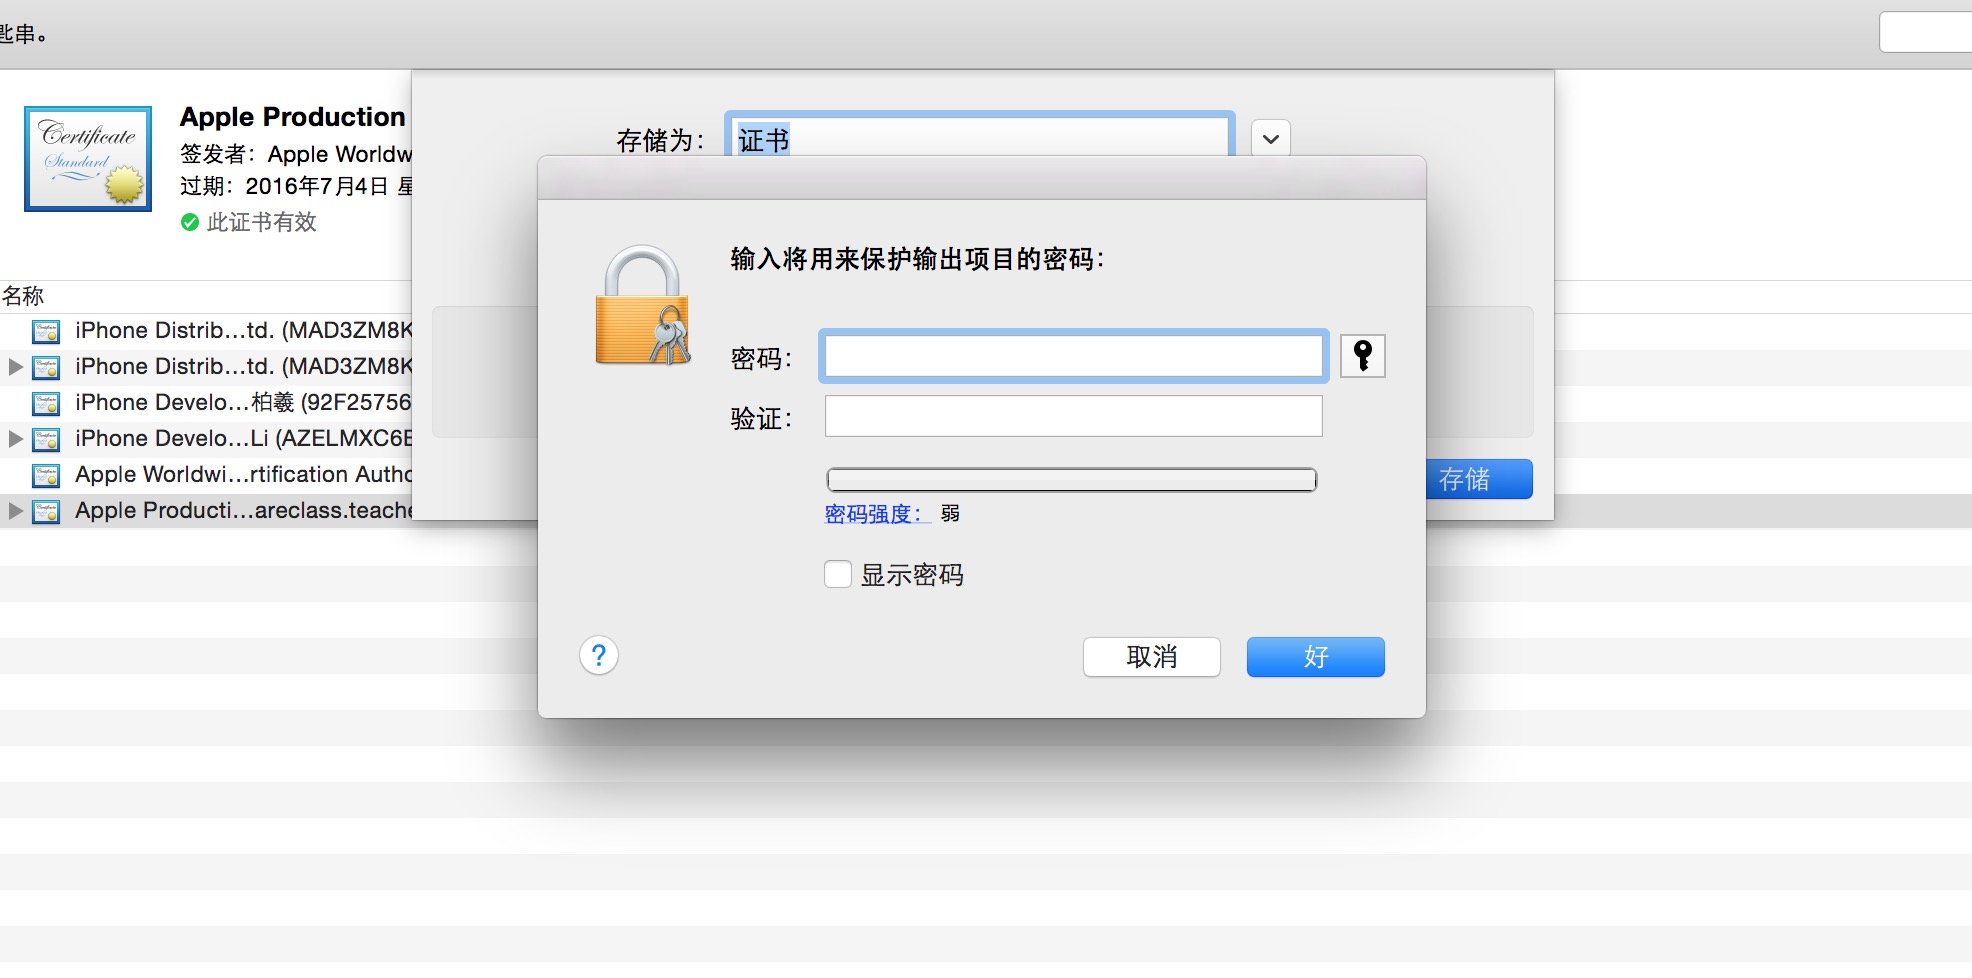 匙串。
Apple Production
签发者：Apple Worldw
过期：2016年7月4日 星
此证书有效
存储为：
证书
输入将用来保护输出项目的密码：
密码：
验证：
密码强度： 弱
显示密码
?
取消
好
存储
名称
Certificate
Standard
iPhone Distrib...td. (MAD3ZM8K
iPhone Distrib...td. (MAD3ZM8K
iPhone Develo...柏羲 (92F25756
iPhone Develo...Li (AZELMXC6E
Apple Worldwi...rtification Autho
Apple Producti...areclass.teache